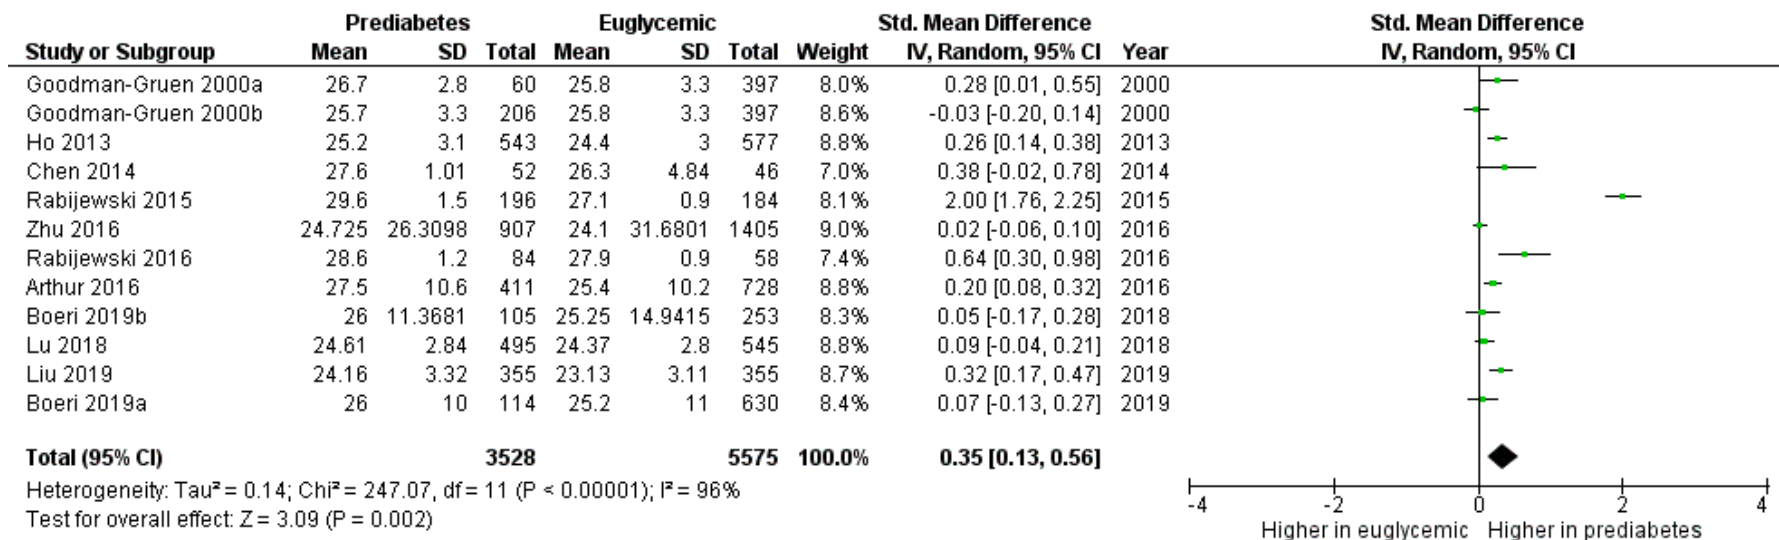 Prediabetes Euglycemic Std. Mean Difference Std. Mean Difference
Study or Subgroup Mean SD Total Mean SD Total Weight IV, Random, 95% CI Year IV, Random, 95% CI
Goodman-Gruen 2000a 26.7 2.8 60 25.8 3.3 397 8.0% 0.28 [0.01, 0.55] 2000
Goodman-Gruen 2000b 25.7 3.3 206 25.8 3.3 397 8.6% -0.03 [-0.20, 0.14] 2000
Ho 2013 25.2 3.1 543 24.4 3 577 8.8% 0.26 [0.14, 0.38] 2013
Chen 2014 27.6 1.01 52 26.3 4.84 46 7.0% 0.38 [-0.02, 0.78] 2014
Rabijewski 2015 29.6 1.5 196 27.1 0.9 184 8.1% 2.00 [1.76, 2.25] 2015
Zhu 2016 24.725 26.3098 907 24.1 31.6801 1405 9.0% 0.02 [-0.06, 0.10] 2016
Rabijewski 2016 28.6 1.2 84 27.9 0.9 58 7.4% 0.64 [0.30, 0.98] 2016
Arthur 2016 27.5 10.6 411 25.4 10.2 728 8.8% 0.20 [0.08, 0.32] 2016
Boeri 2019b 26 11.3681 105 25.25 14.9415 253 8.3% 0.05 [-0.17, 0.28] 2018
Lu 2018 24.61 2.84 495 24.37 2.8 545 8.8% 0.09 [-0.04, 0.21] 2018
Liu 2019 24.16 3.32 355 23.13 3.11 355 8.7% 0.32 [0.17, 0.47] 2019
Boeri 2019a 26 10 114 25.2 11 630 8.4% 0.07 [-0.13, 0.27] 2019
Total (95% CI) 3528 5575 100.0% 0.35 [0.13, 0.56]
Heterogeneity: Tau² = 0.14; Chi² = 247.07, df = 11 (P < 0.00001); I² = 96%
Test for overall effect: Z = 3.09 (P = 0.002)
-4 -2 0 2 4
Higher in euglycemic Higher in prediabetes